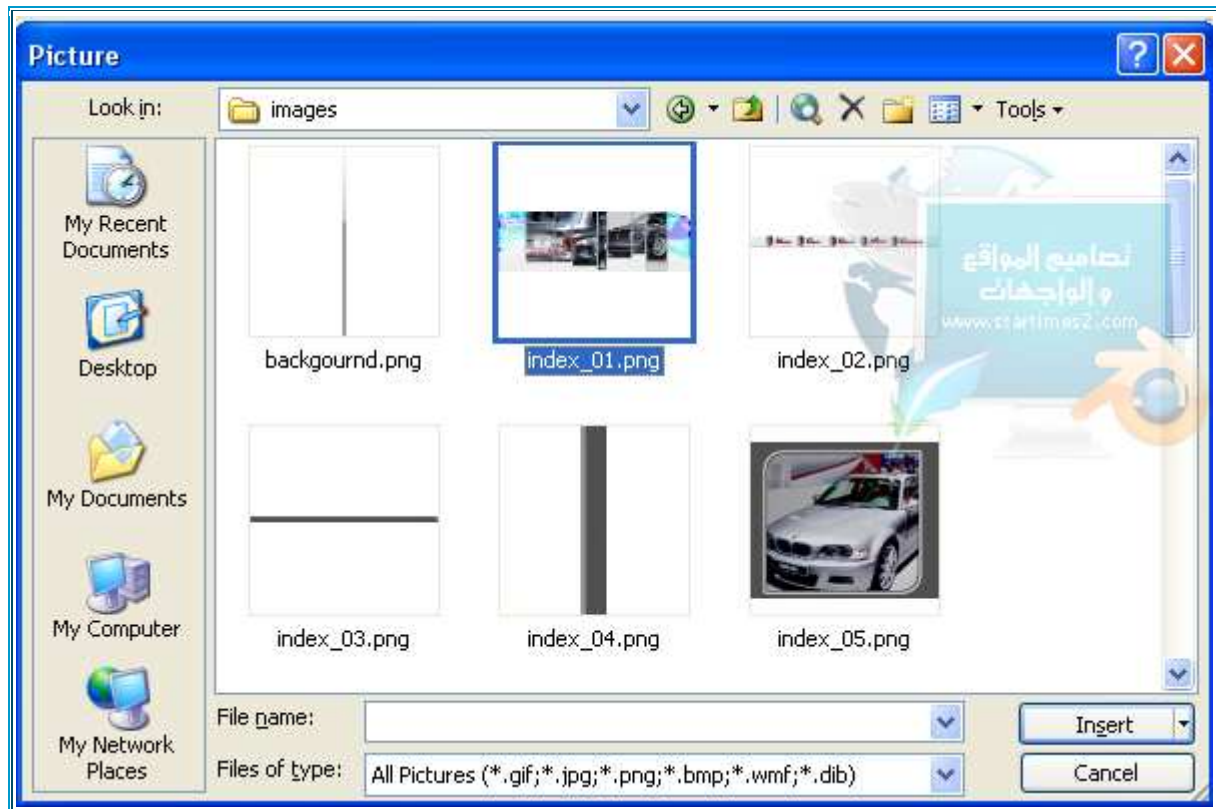 Picture
Look in:
images
Tools
My Recent
Documents
Desktop
My Documents
My Computer
My Network
Places
backgournd.png
index_01.png
index_02.png
تصاميم المواقع
و الواجهات
www.startimes2.com
index_03.png
index_04.png
index_05.png
File name:
Insert
Files of type:
All Pictures (*.gif;*.jpg;*.png;*.bmp;*.wmf;*.dib)
Cancel